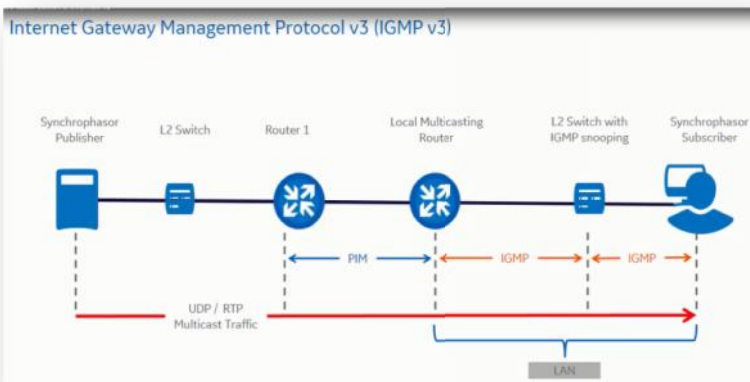 Internet Gateway Management Protocol v3 (IGMP v3)
Synchrophasor
Publisher
L2 Switch
Router 1
Local Multicasting
Router
L2 Switch with
IGMP snooping
Synchrophasor
Subscriber
PIM
IGMP
IGMP
UDP / RTP
Multicast Traffic
LAN